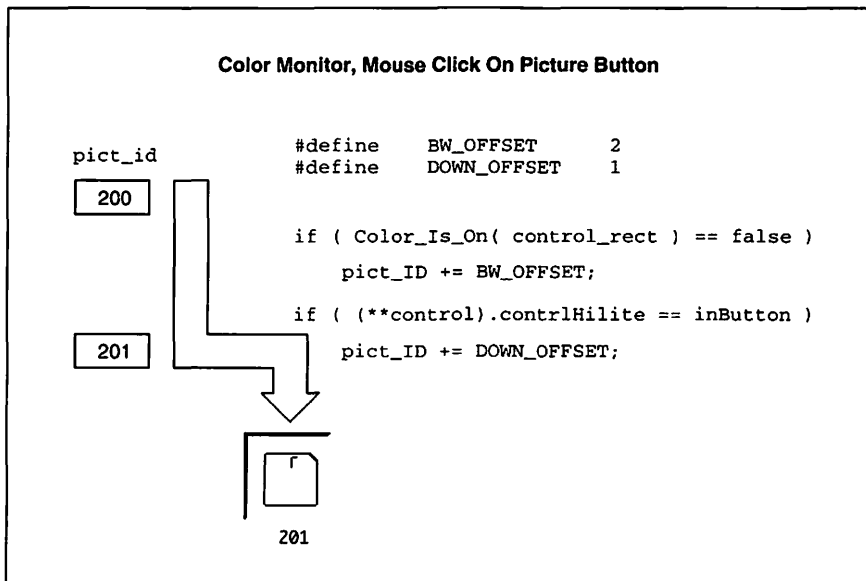 Color Monitor, Mouse Click On Picture Button
pict_id
#define BW_OFFSET 2
#define DOWN_OFFSET 1
200
if ( Color_Is_On( control_rect ) == false )
pict_ID += BW_OFFSET;
if ( (**control).contrlHilite == inButton )
201
pict_ID += DOWN_OFFSET;
201